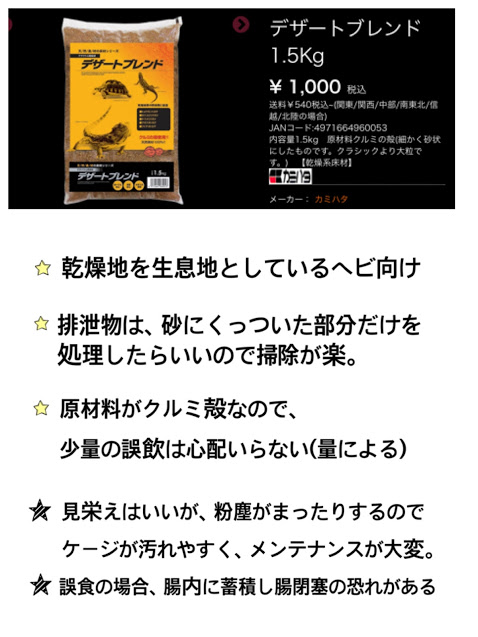 デザートブレンド
1.5Kg
¥ 1,000 税込
送料￥540税込~(関東/関西/中部/南東北/信
越/北陸の場合)
JANコード:4971664960053
内容量1.5kg　原材料クルミの殻(細かく砂状
にしたものです。クラシックより大粒で
す。)　【乾燥系床材】
カミハタ
メーカー： カミハタ
デザートブレンド
デザートブレンド
1.5kg
乾燥地を生息地としているヘビ向け
排泄物は、砂にくっついた部分だけを
処理したらいいので掃除が楽。
原材料がクルミ殻なので、
少量の誤飲は心配いらない(量による)
見栄えはいいが、粉塵がまったりするので
ケージが汚れやすく、メンテナンスが大変。
誤食の場合、腸内に蓄積し腸閉塞の恐れがある